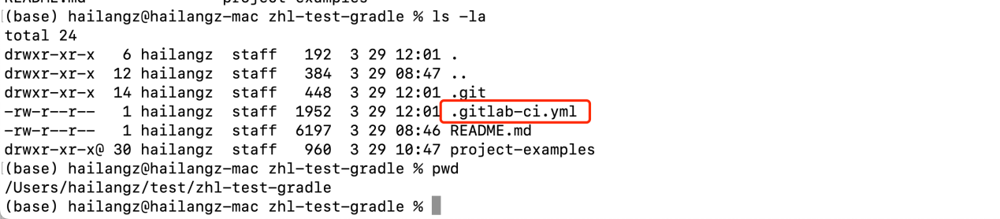 README.md                project-examples
(base) hailangz@hailangz-mac zhl-test-gradle % ls -la
total 24
drwxr-xr-x   6 hailangz  staff   192  3 29 12:01 .
drwxr-xr-x  12 hailangz  staff   384  3 29 08:47 ..
drwxr-xr-x  14 hailangz  staff   448  3 29 12:01 .git
-rw-r--r--   1 hailangz  staff  1952  3 29 12:01 .gitlab-ci.yml
-rw-r--r--   1 hailangz  staff  6197  3 29 08:46 README.md
drwxr-xr-x@ 30 hailangz  staff   960  3 29 10:47 project-examples
(base) hailangz@hailangz-mac zhl-test-gradle % pwd
/Users/hailangz/test/zhl-test-gradle
(base) hailangz@hailangz-mac zhl-test-gradle %